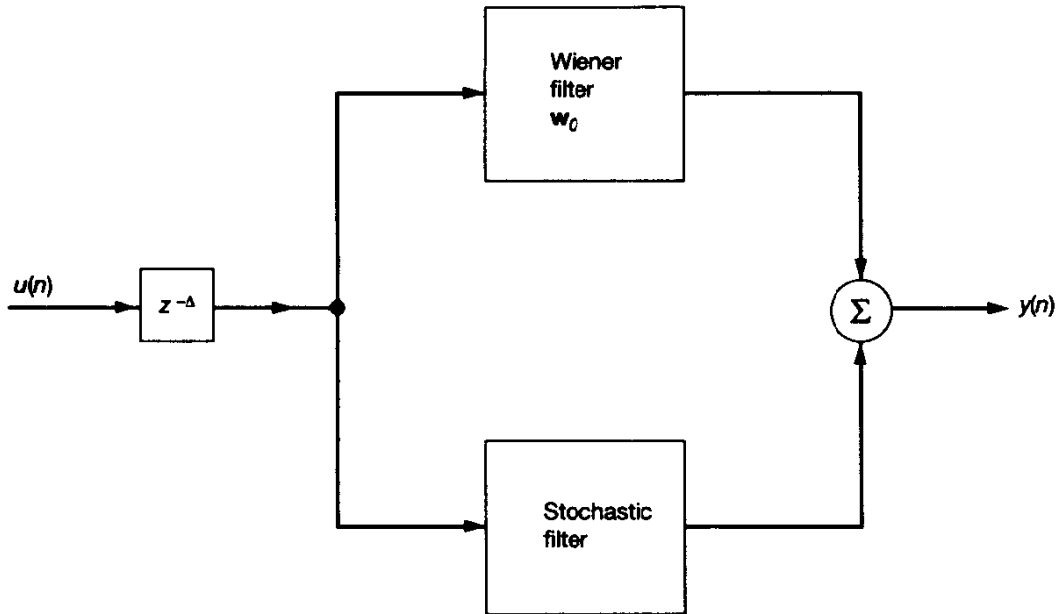 Wiener
filter
w₀
u(n)
z⁻Δ
Σ
y(n)
Stochastic
filter